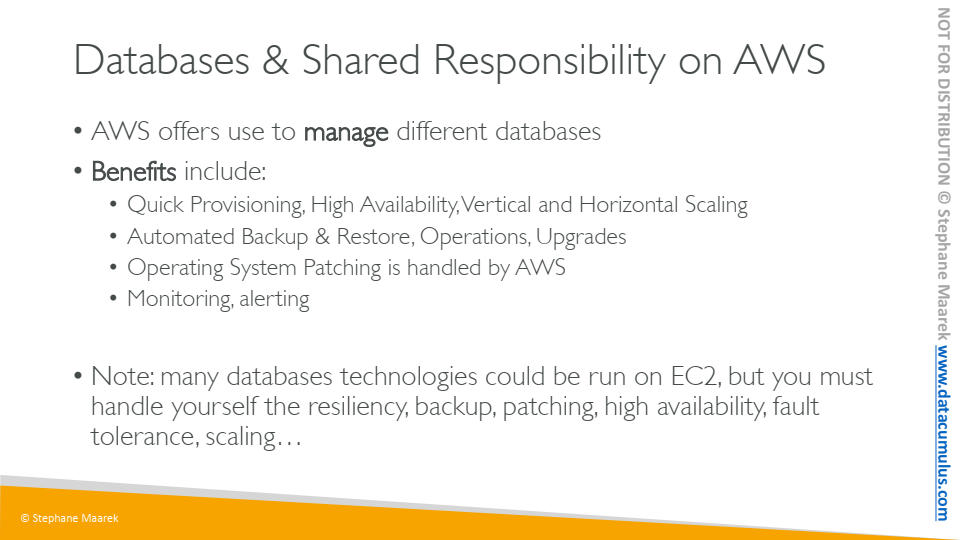 Databases & Shared Responsibility on AWS
• AWS offers use to manage different databases
• Benefits include:
• Quick Provisioning, High Availability, Vertical and Horizontal Scaling
• Automated Backup & Restore, Operations, Upgrades
• Operating System Patching is handled by AWS
• Monitoring, alerting
• Note: many databases technologies could be run on EC2, but you must
handle yourself the resiliency, backup, patching, high availability, fault
tolerance, scaling…
© Stephane Maarek
NOT FOR DISTRIBUTION © Stephane Maarek www.datacumulus.com